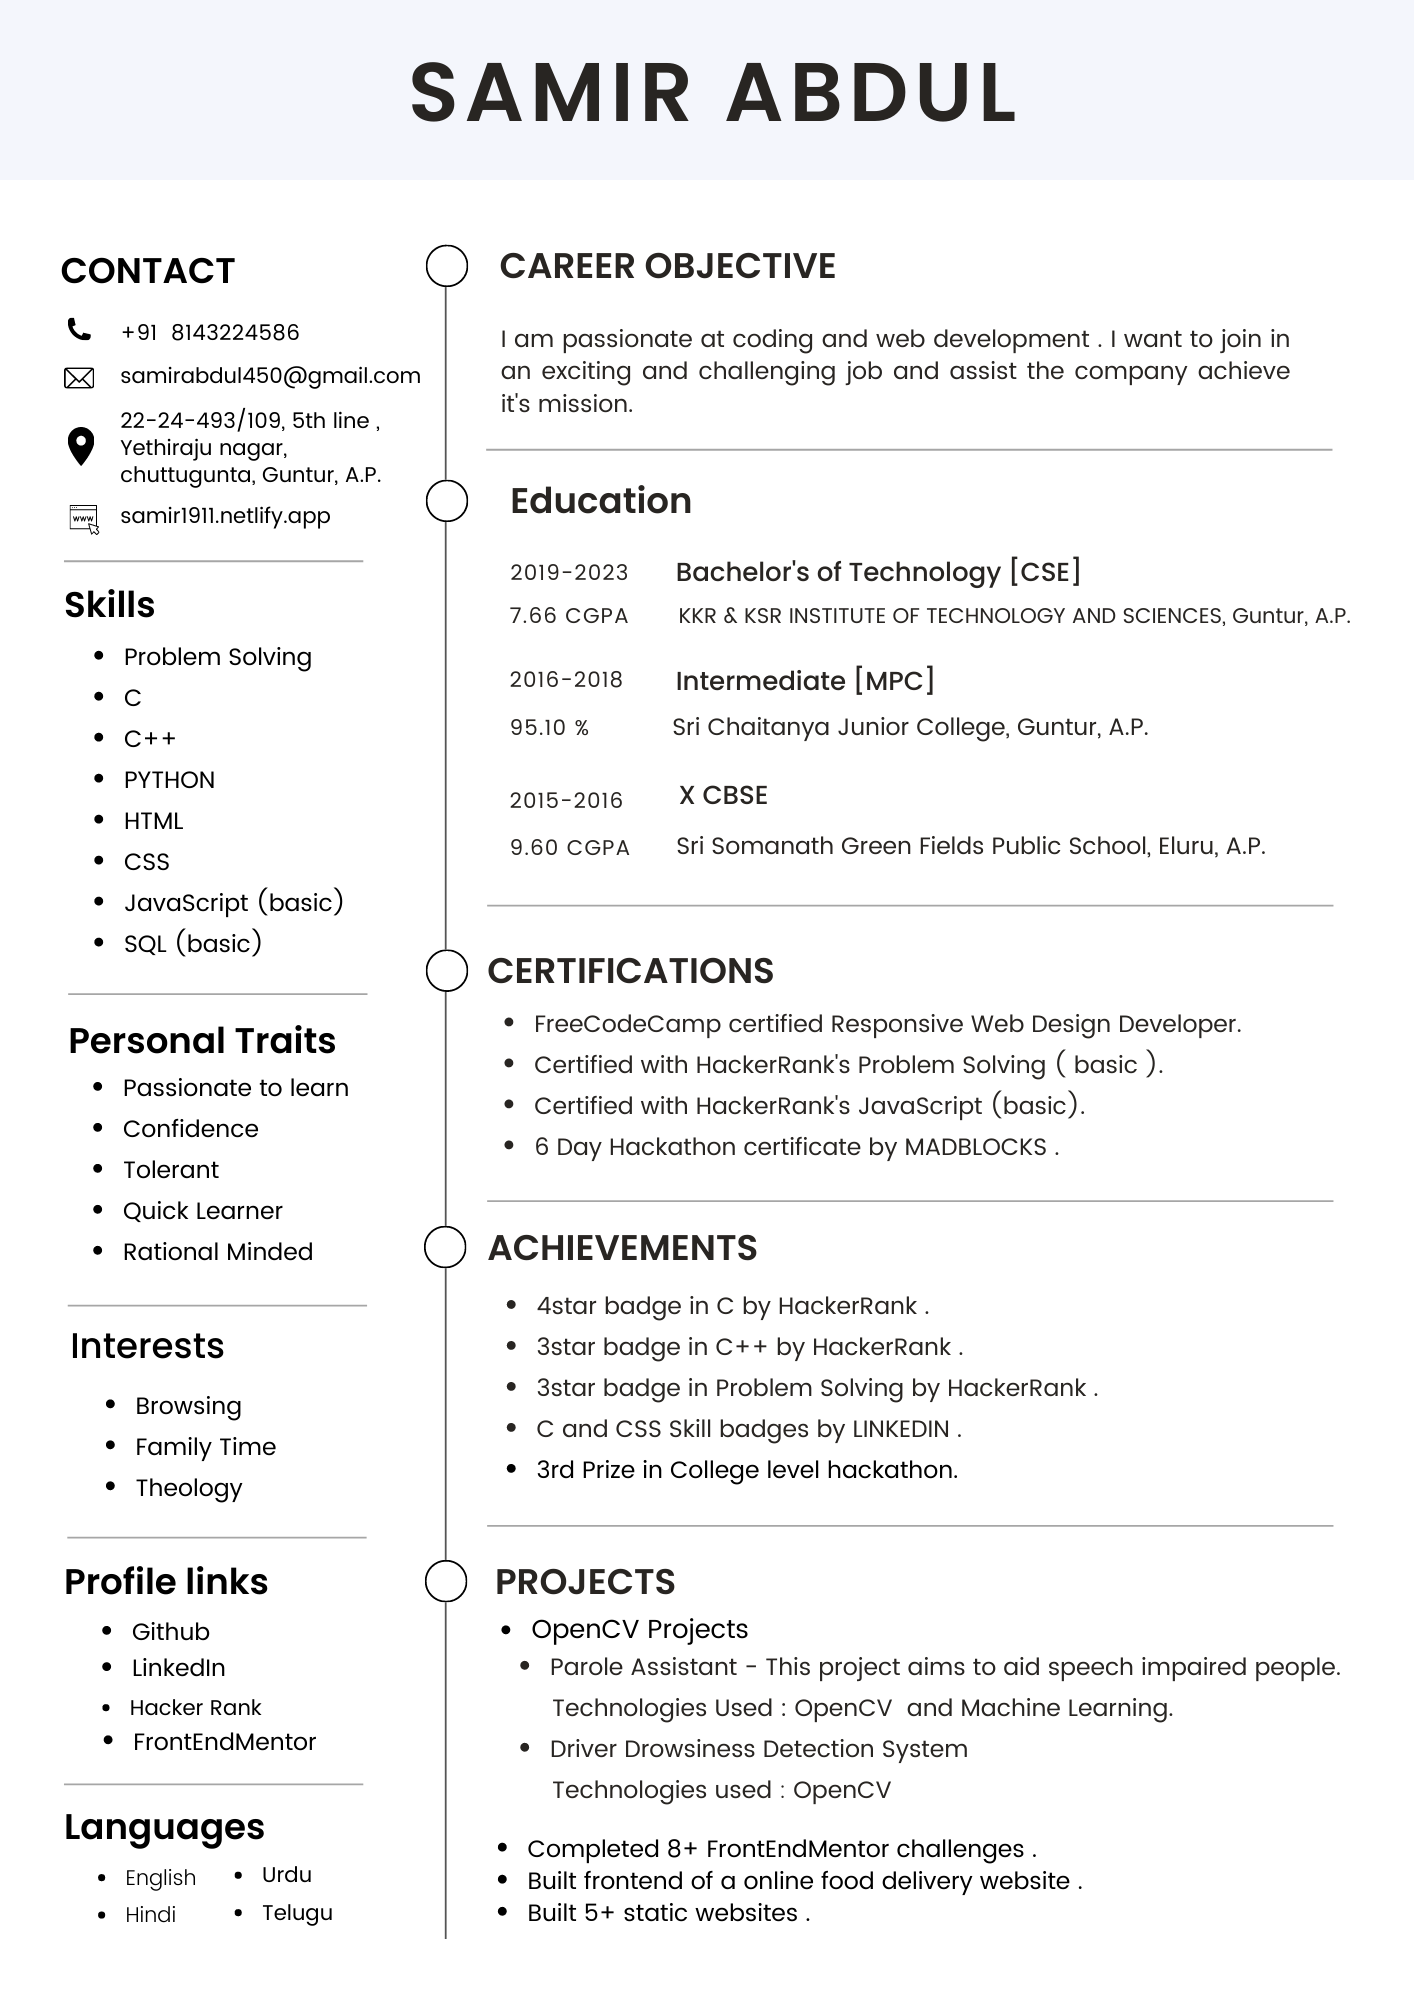 SAMIR ABDUL
CONTACT
+91  8143224586
samirabdul450@gmail.com
22-24-493/109, 5th line ,
Yethiraju nagar,
chuttugunta, Guntur, A.P.
www
samir1911.netlify.app
Skills
• Problem Solving
• C
• C++
• PYTHON
• HTML
• CSS
• JavaScript (basic)
• SQL (basic)
Personal Traits
• Passionate to learn
• Confidence
• Tolerant
• Quick Learner
• Rational Minded
Interests
• Browsing
• Family Time
• Theology
Profile links
• Github
• LinkedIn
• Hacker Rank
• FrontEndMentor
Languages
• English • Urdu
• Hindi • Telugu
CAREER OBJECTIVE
I am passionate at coding and web development . I want to join in
an exciting and challenging job and assist the company achieve
it's mission.
Education
2019-2023 Bachelor's of Technology [CSE]
7.66 CGPA KKR & KSR INSTITUTE OF TECHNOLOGY AND SCIENCES, Guntur, A.P.
2016-2018 Intermediate [MPC]
95.10 % Sri Chaitanya Junior College, Guntur, A.P.
2015-2016 X CBSE
9.60 CGPA Sri Somanath Green Fields Public School, Eluru, A.P.
CERTIFICATIONS
• FreeCodeCamp certified Responsive Web Design Developer.
• Certified with HackerRank's Problem Solving ( basic ).
• Certified with HackerRank's JavaScript (basic).
• 6 Day Hackathon certificate by MADBLOCKS .
ACHIEVEMENTS
• 4star badge in C by HackerRank .
• 3star badge in C++ by HackerRank .
• 3star badge in Problem Solving by HackerRank .
• C and CSS Skill badges by LINKEDIN .
• 3rd Prize in College level hackathon.
PROJECTS
• OpenCV Projects
• Parole Assistant - This project aims to aid speech impaired people.
Technologies Used : OpenCV  and Machine Learning.
• Driver Drowsiness Detection System
Technologies used : OpenCV
• Completed 8+ FrontEndMentor challenges .
• Built frontend of a online food delivery website .
• Built 5+ static websites .